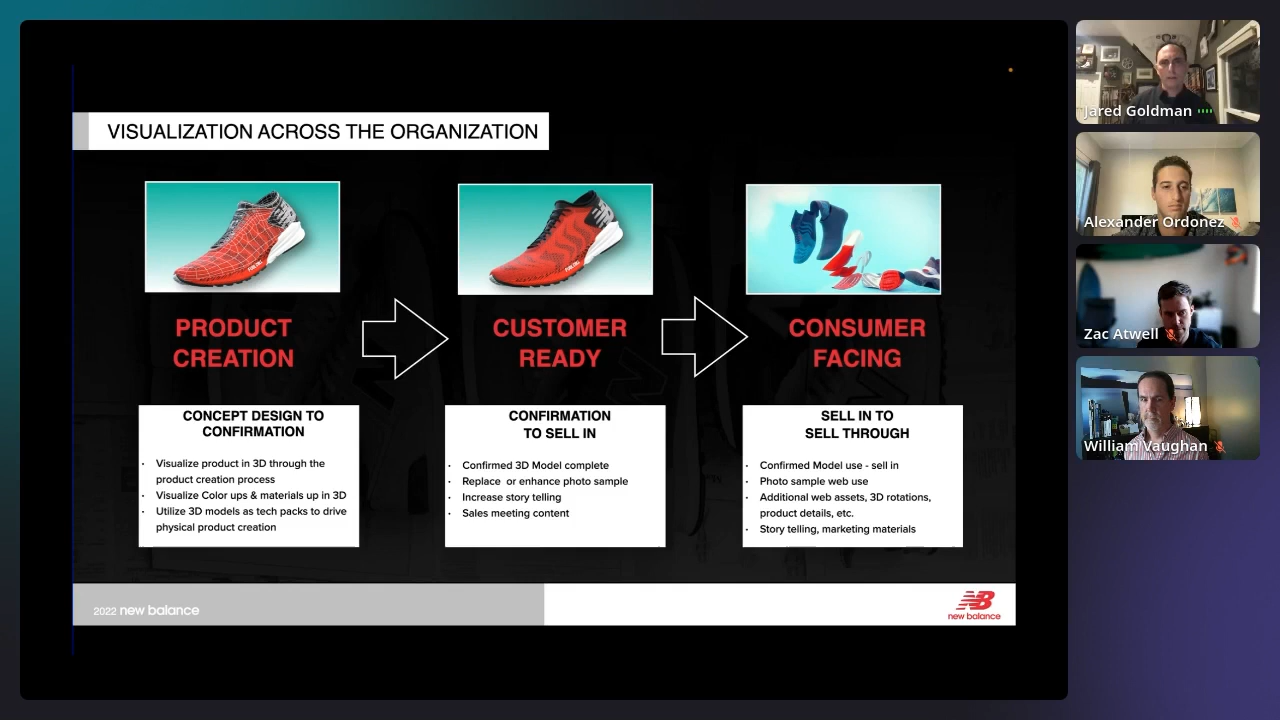 VISUALIZATION ACROSS THE ORGANIZATION
PRODUCT
CREATION
CUSTOMER
READY
CONSUMER
FACING
CONCEPT DESIGN TO
CONFIRMATION
· Visualize product in 3D through the
product creation process
· Visualize Color ups & materials up in 3D
· Utilize 3D models as tech packs to drive
physical product creation
CONFIRMATION
TO SELL IN
· Confirmed 3D Model complete
· Replace or enhance photo sample
· Increase story telling
· Sales meeting content
SELL IN TO
SELL THROUGH
· Confirmed Model use - sell in
· Photo sample web use
· Additional web assets, 3D rotations,
product details, etc.
· Story telling, marketing materials
2022 new balance
NB
new balance
Jared Goldman
Alexander Ordonez
Zac Atwell
William Vaughan